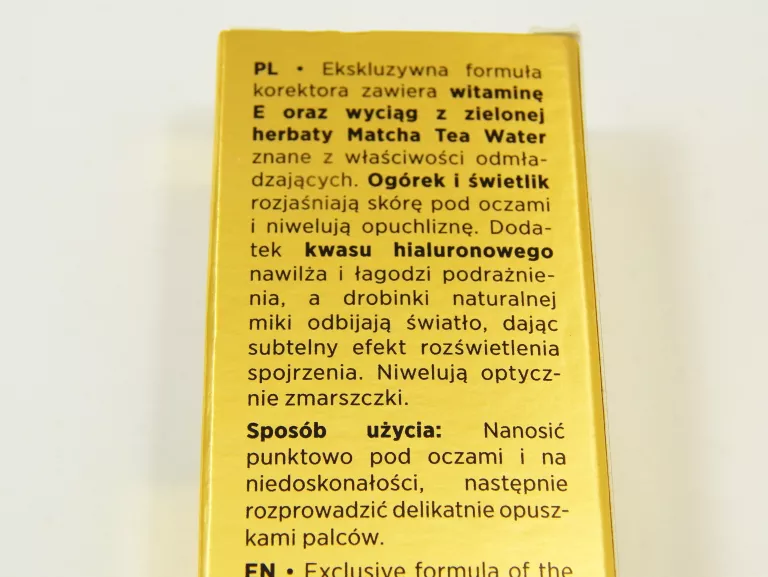 PL • Ekskluzywna formuła
korektora zawiera witaminę
E oraz wyciąg z zielonej
herbaty Matcha Tea Water
znane z właściwości odmła-
dzających. Ogórek i świetlik
rozjaśniają skórę pod oczami
i niwelują opuchliznę. Doda-
tek kwasu hialuronowego
nawilża i łagodzi podrażnie-
nia, a drobinki naturalnej
miki odbijają światło, dając
subtelny efekt rozświetlenia
spojrzenia. Niwelują optycz-
nie zmarszczki.
Sposób użycia: Nanosić
punktowo pod oczami i na
niedoskonałości, następnie
rozprowadzić delikatnie opusz-
kami palców.
EN • Exclusive formula of the